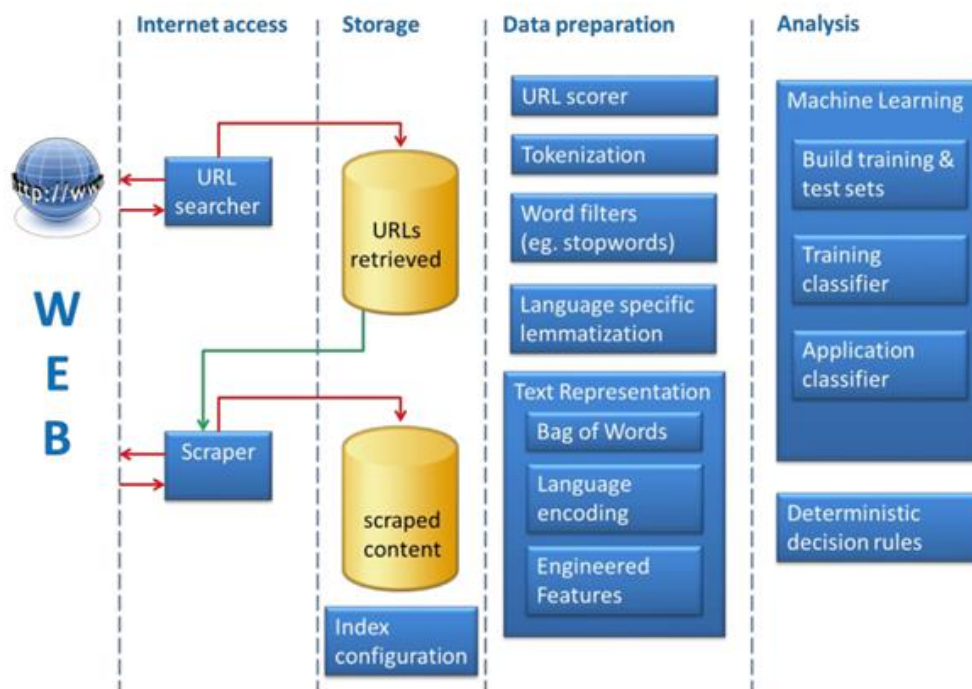 Internet access
Storage
Data preparation
Analysis
http://ww
WEB
URL
searcher
URLs
retrieved
Scraper
scraped
content
Index
configuration
URL scorer
Tokenization
Word filters
(eg. stopwords)
Language specific
lemmatization
Text Representation
Bag of Words
Language
encoding
Engineered
Features
Machine Learning
Build training &
test sets
Training
classifier
Application
classifier
Deterministic
decision rules